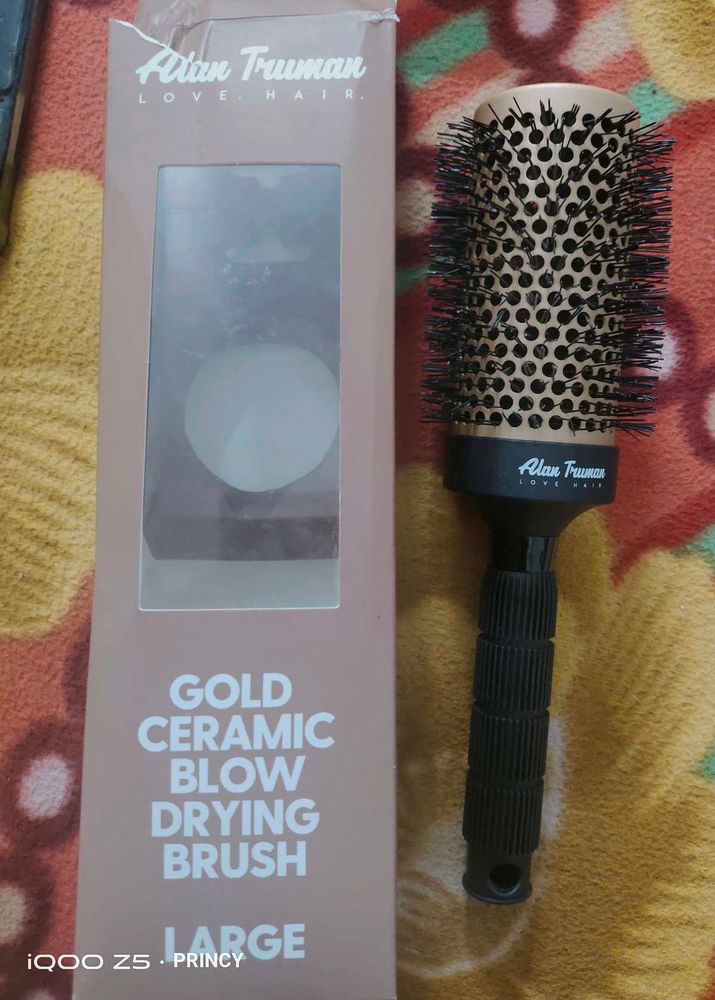 Alan Truman
LOVE. HAIR.
Alan Truman
LOVE. HAIR.
GOLD
CERAMIC
BLOW
DRYING
BRUSH
LARGE
iQOO Z5 · PRINCY